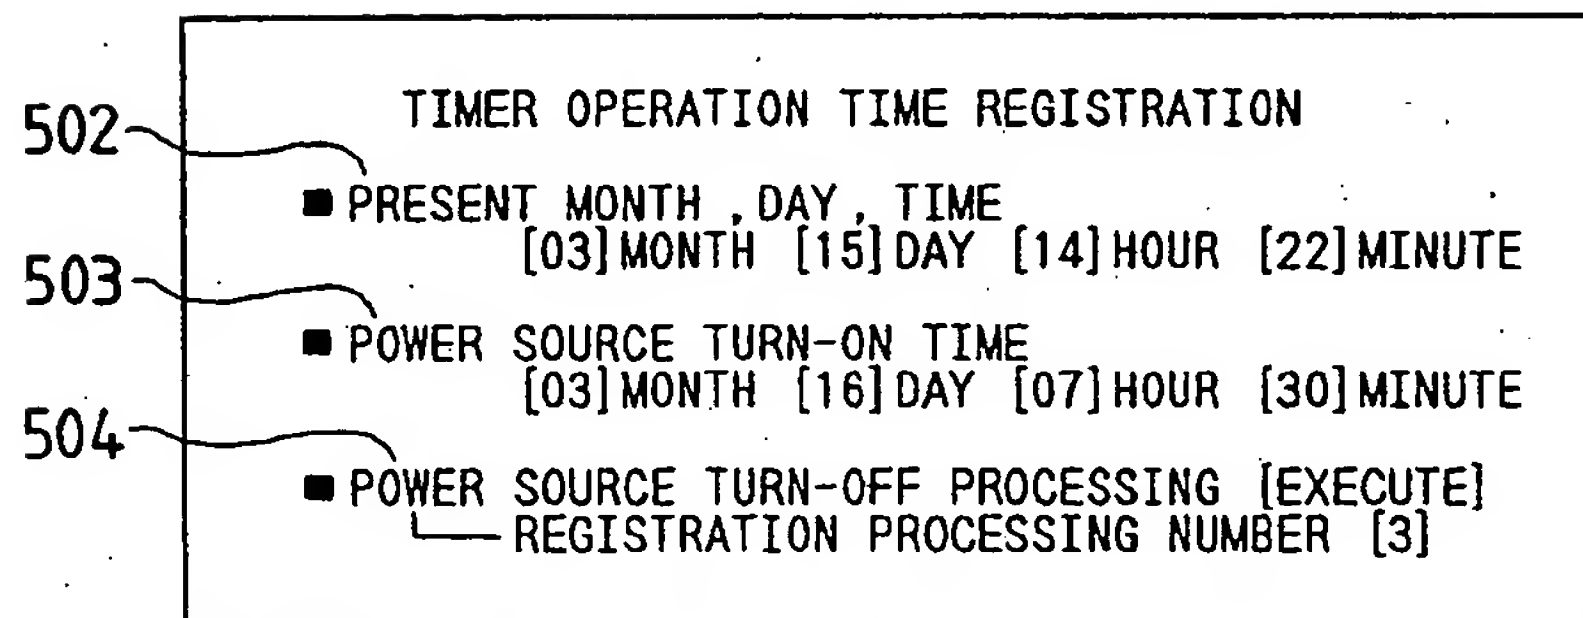 TIMER OPERATION TIME REGISTRATION
502
■ PRESENT MONTH , DAY , TIME
[03] MONTH [15] DAY [14] HOUR [22] MINUTE
503
■ POWER SOURCE TURN-ON TIME
[03] MONTH [16] DAY [07] HOUR [30] MINUTE
504
■ POWER SOURCE TURN-OFF PROCESSING [EXECUTE]
REGISTRATION PROCESSING NUMBER [3]